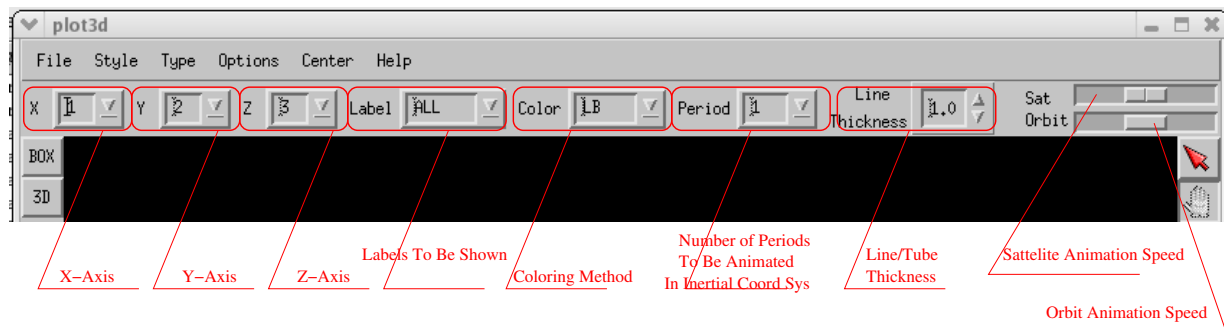 plot3d
File Style Type Options Center Help
X 1 Y 2 Z 3 Label ALL Color LB Period 1 Line Thickness 1.0 Sat
Orbit
BOX
3D
X-Axis
Y-Axis
Z-Axis
Labels To Be Shown
Coloring Method
Number of Periods
To Be Animated
In Inertial Coord Sys
Line/Tube
Thickness
Sattelite Animation Speed
Orbit Animation Speed